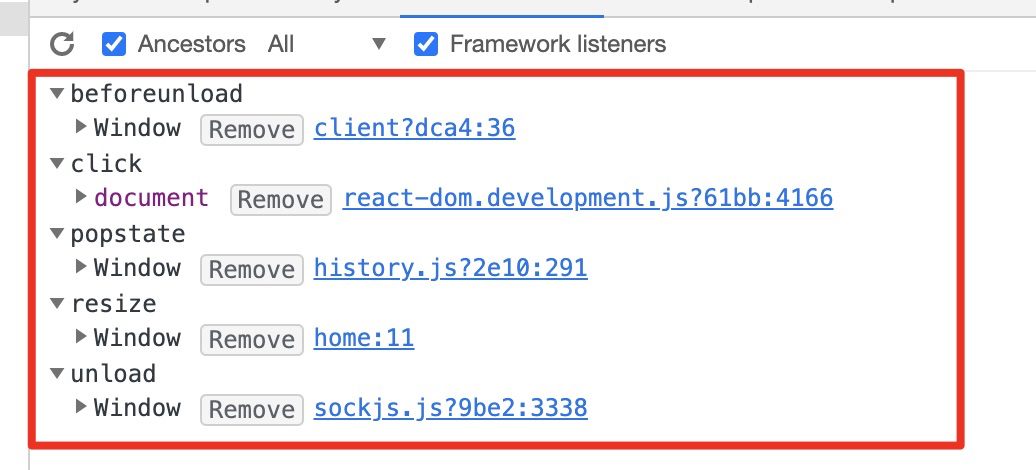 Ancestors All Framework listeners
beforeunload
Window Remove client?dca4:36
click
document Remove react-dom.development.js?61bb:4166
popstate
Window Remove history.js?2e10:291
resize
Window Remove home:11
unload
Window Remove sockjs.js?9be2:3338